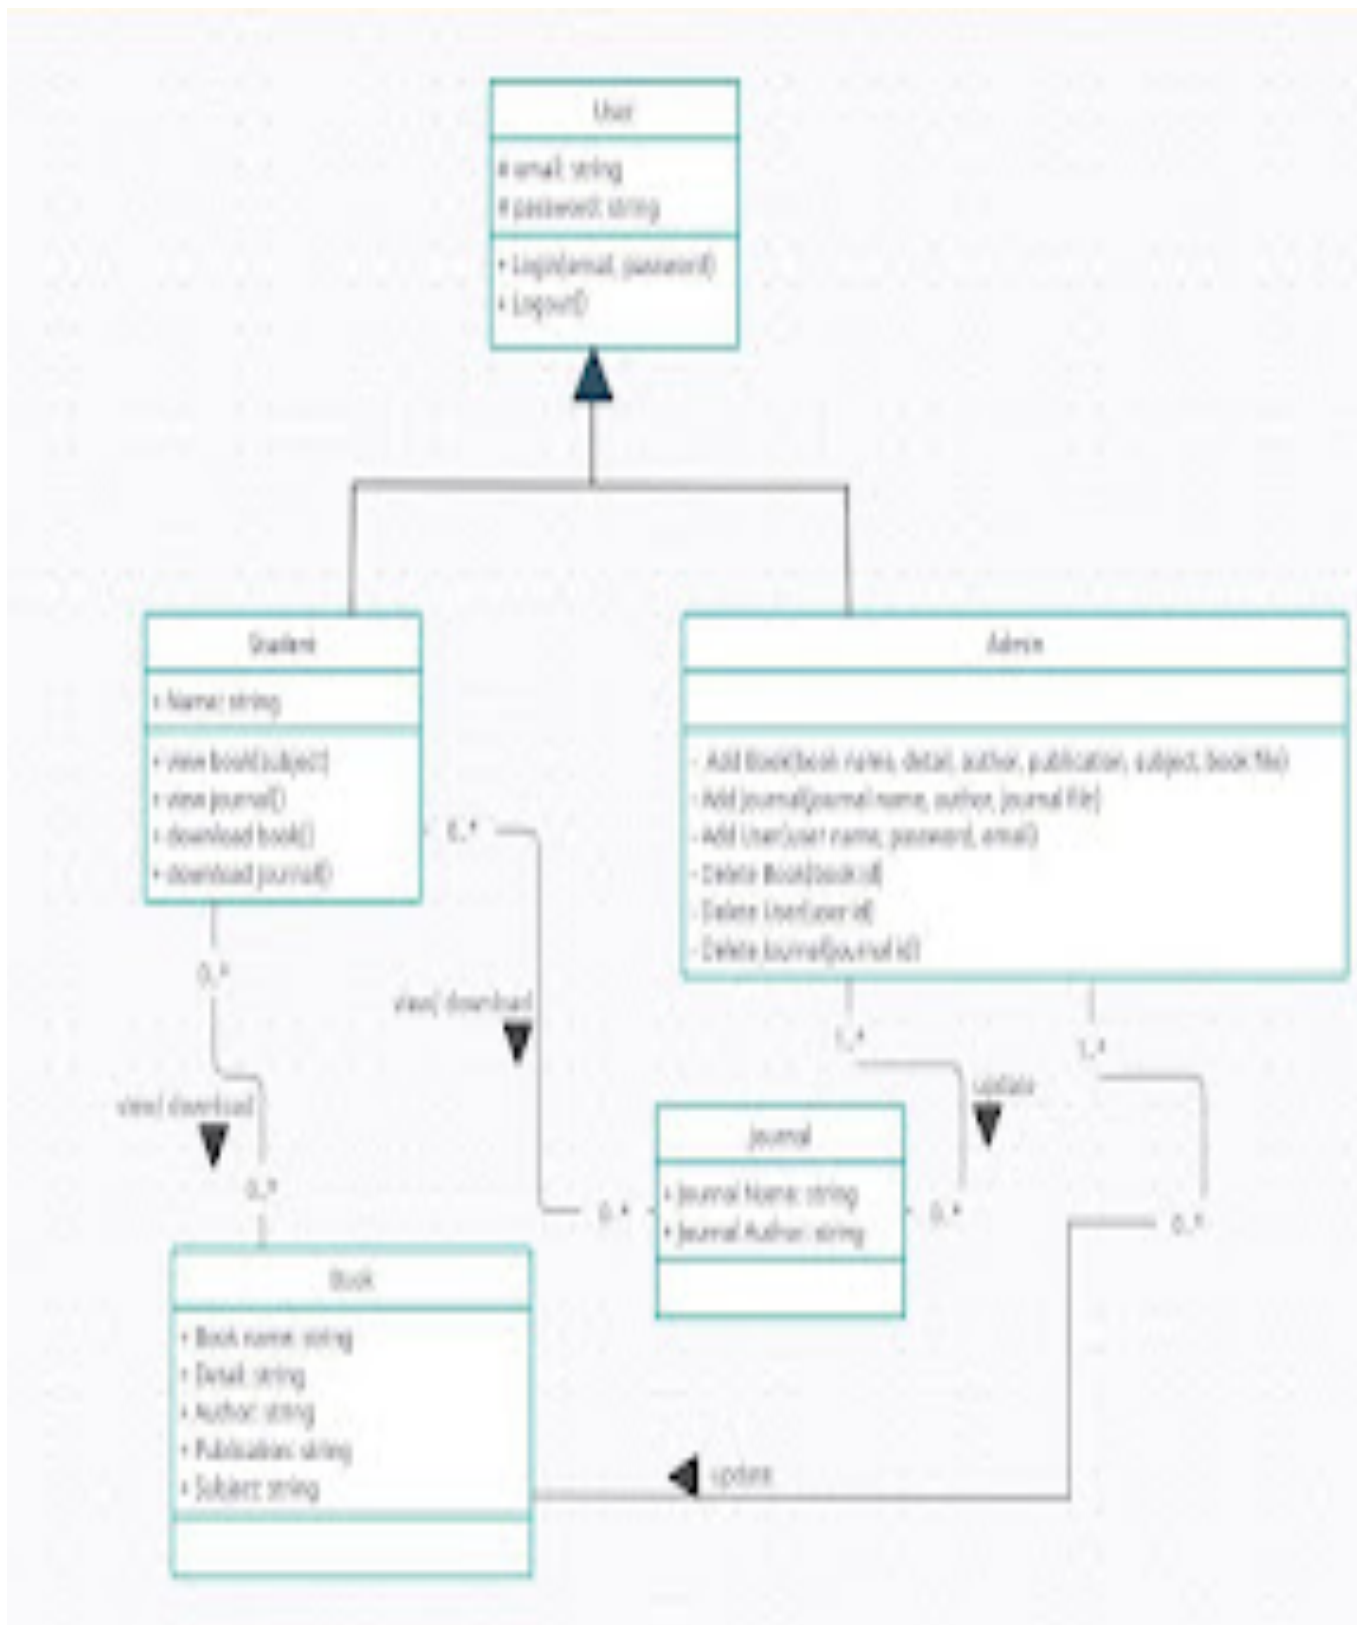 User
# email: string
# password: string
+ Login(email, password)
+ Logout()
Student
+ Name: string
+ view book(subject)
+ view journal()
+ download book()
+ download journal()
Admin
- Add Book(book name, detail, author, publication, subject, book file)
- Add Journal(journal name, author, journal file)
- Add User(user name, password, email)
- Delete Book(book id)
- Delete User(user id)
- Delete Journal(journal id)
0..*
0..*
view/ download
1..*
1..*
update
view/ download
0..*
Journal
+ Journal Name: string
+ Journal Author: string
0..*
0..*
0..*
Book
+ Book name: string
+ Detail: string
+ Author: string
+ Publication: string
+ Subject: string
update